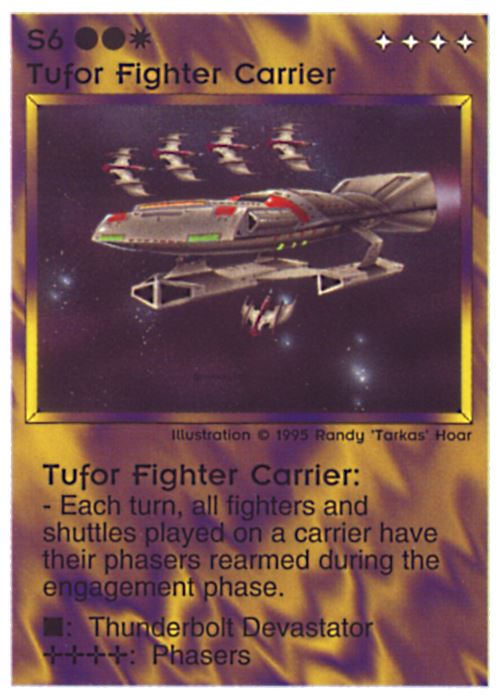 S6 ●●✷ ✦✦✦✦
Tufor Fighter Carrier
Illustration © 1995 Randy 'Tarkas' Hoar
Tufor Fighter Carrier:
- Each turn, all fighters and
shuttles played on a carrier have
their phasers rearmed during the
engagement phase.
■: Thunderbolt Devastator
✢✢✢✢: Phasers